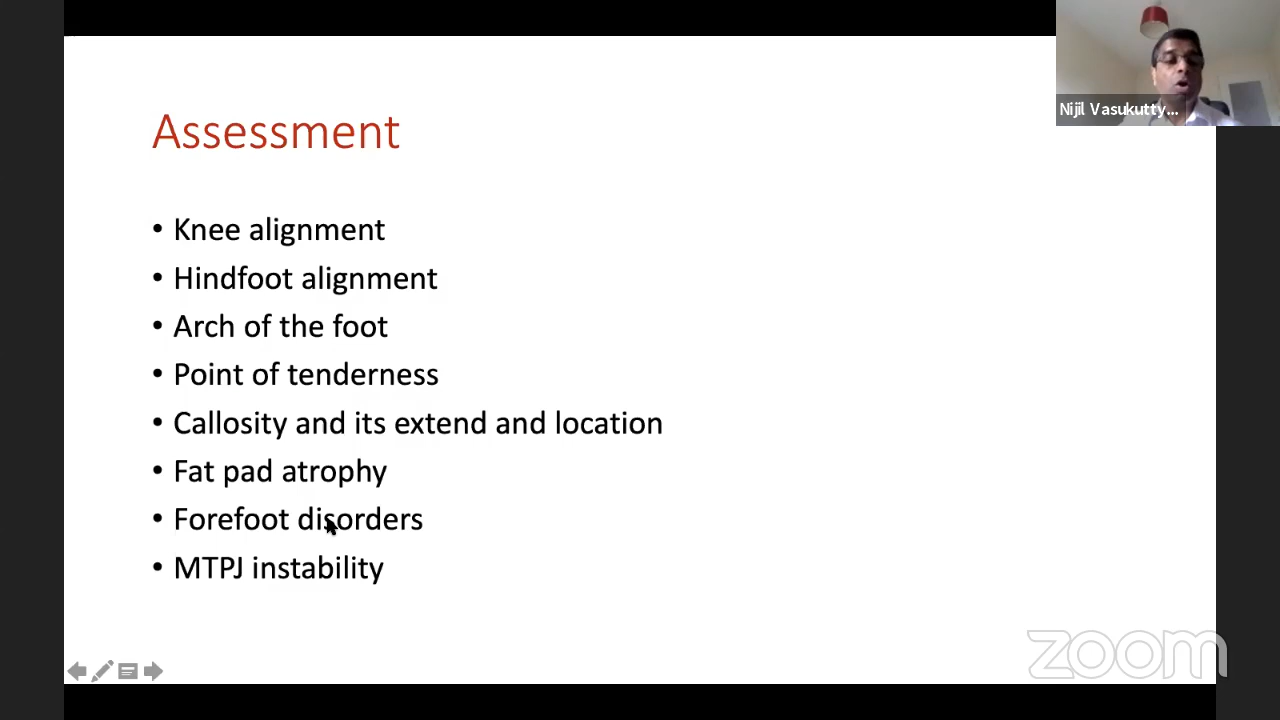 Assessment
• Knee alignment
• Hindfoot alignment
• Arch of the foot
• Point of tenderness
• Callosity and its extend and location
• Fat pad atrophy
• Forefoot disorders
• MTPJ instability
Nijil Vasukutty...
zoom